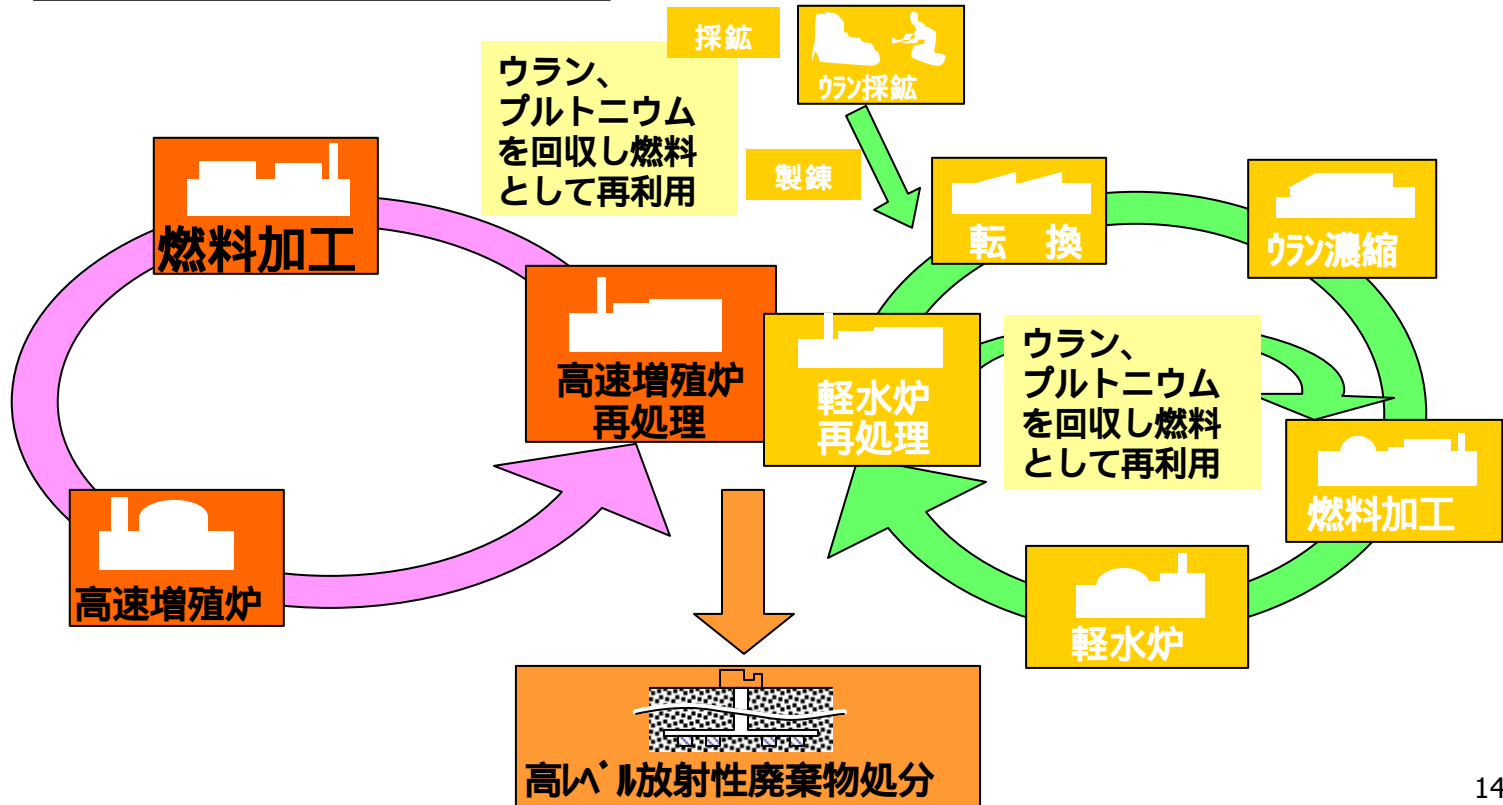 採鉱
ｳﾗﾝ採鉱
ウラン、
プルトニウム
を回収し燃料
として再利用
製錬
燃料加工
転　換
ｳﾗﾝ濃縮
高速増殖炉
再処理
軽水炉
再処理
ウラン、
プルトニウム
を回収し燃料
として再利用
燃料加工
高速増殖炉
軽水炉
高ﾚﾍﾞﾙ放射性廃棄物処分
14